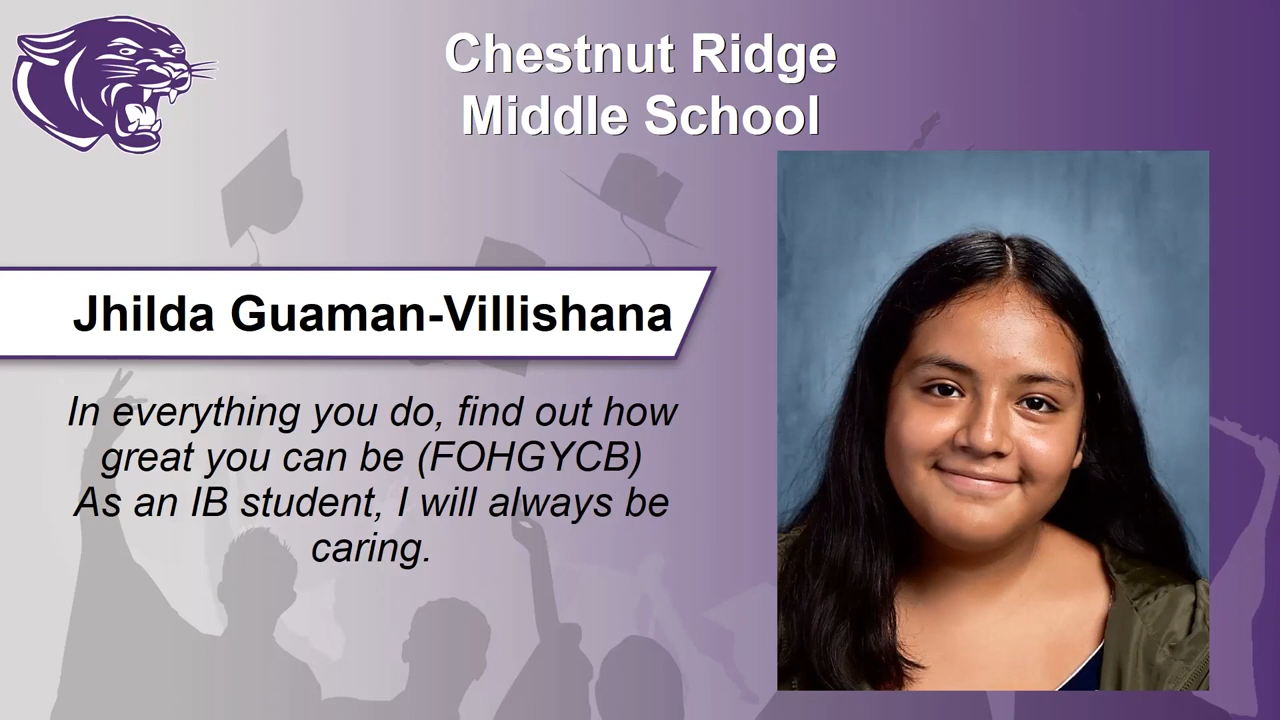 Chestnut Ridge
Middle School
Jhilda Guaman-Villishana
In everything you do, find out how
great you can be (FOHGYCB)
As an IB student, I will always be
caring.